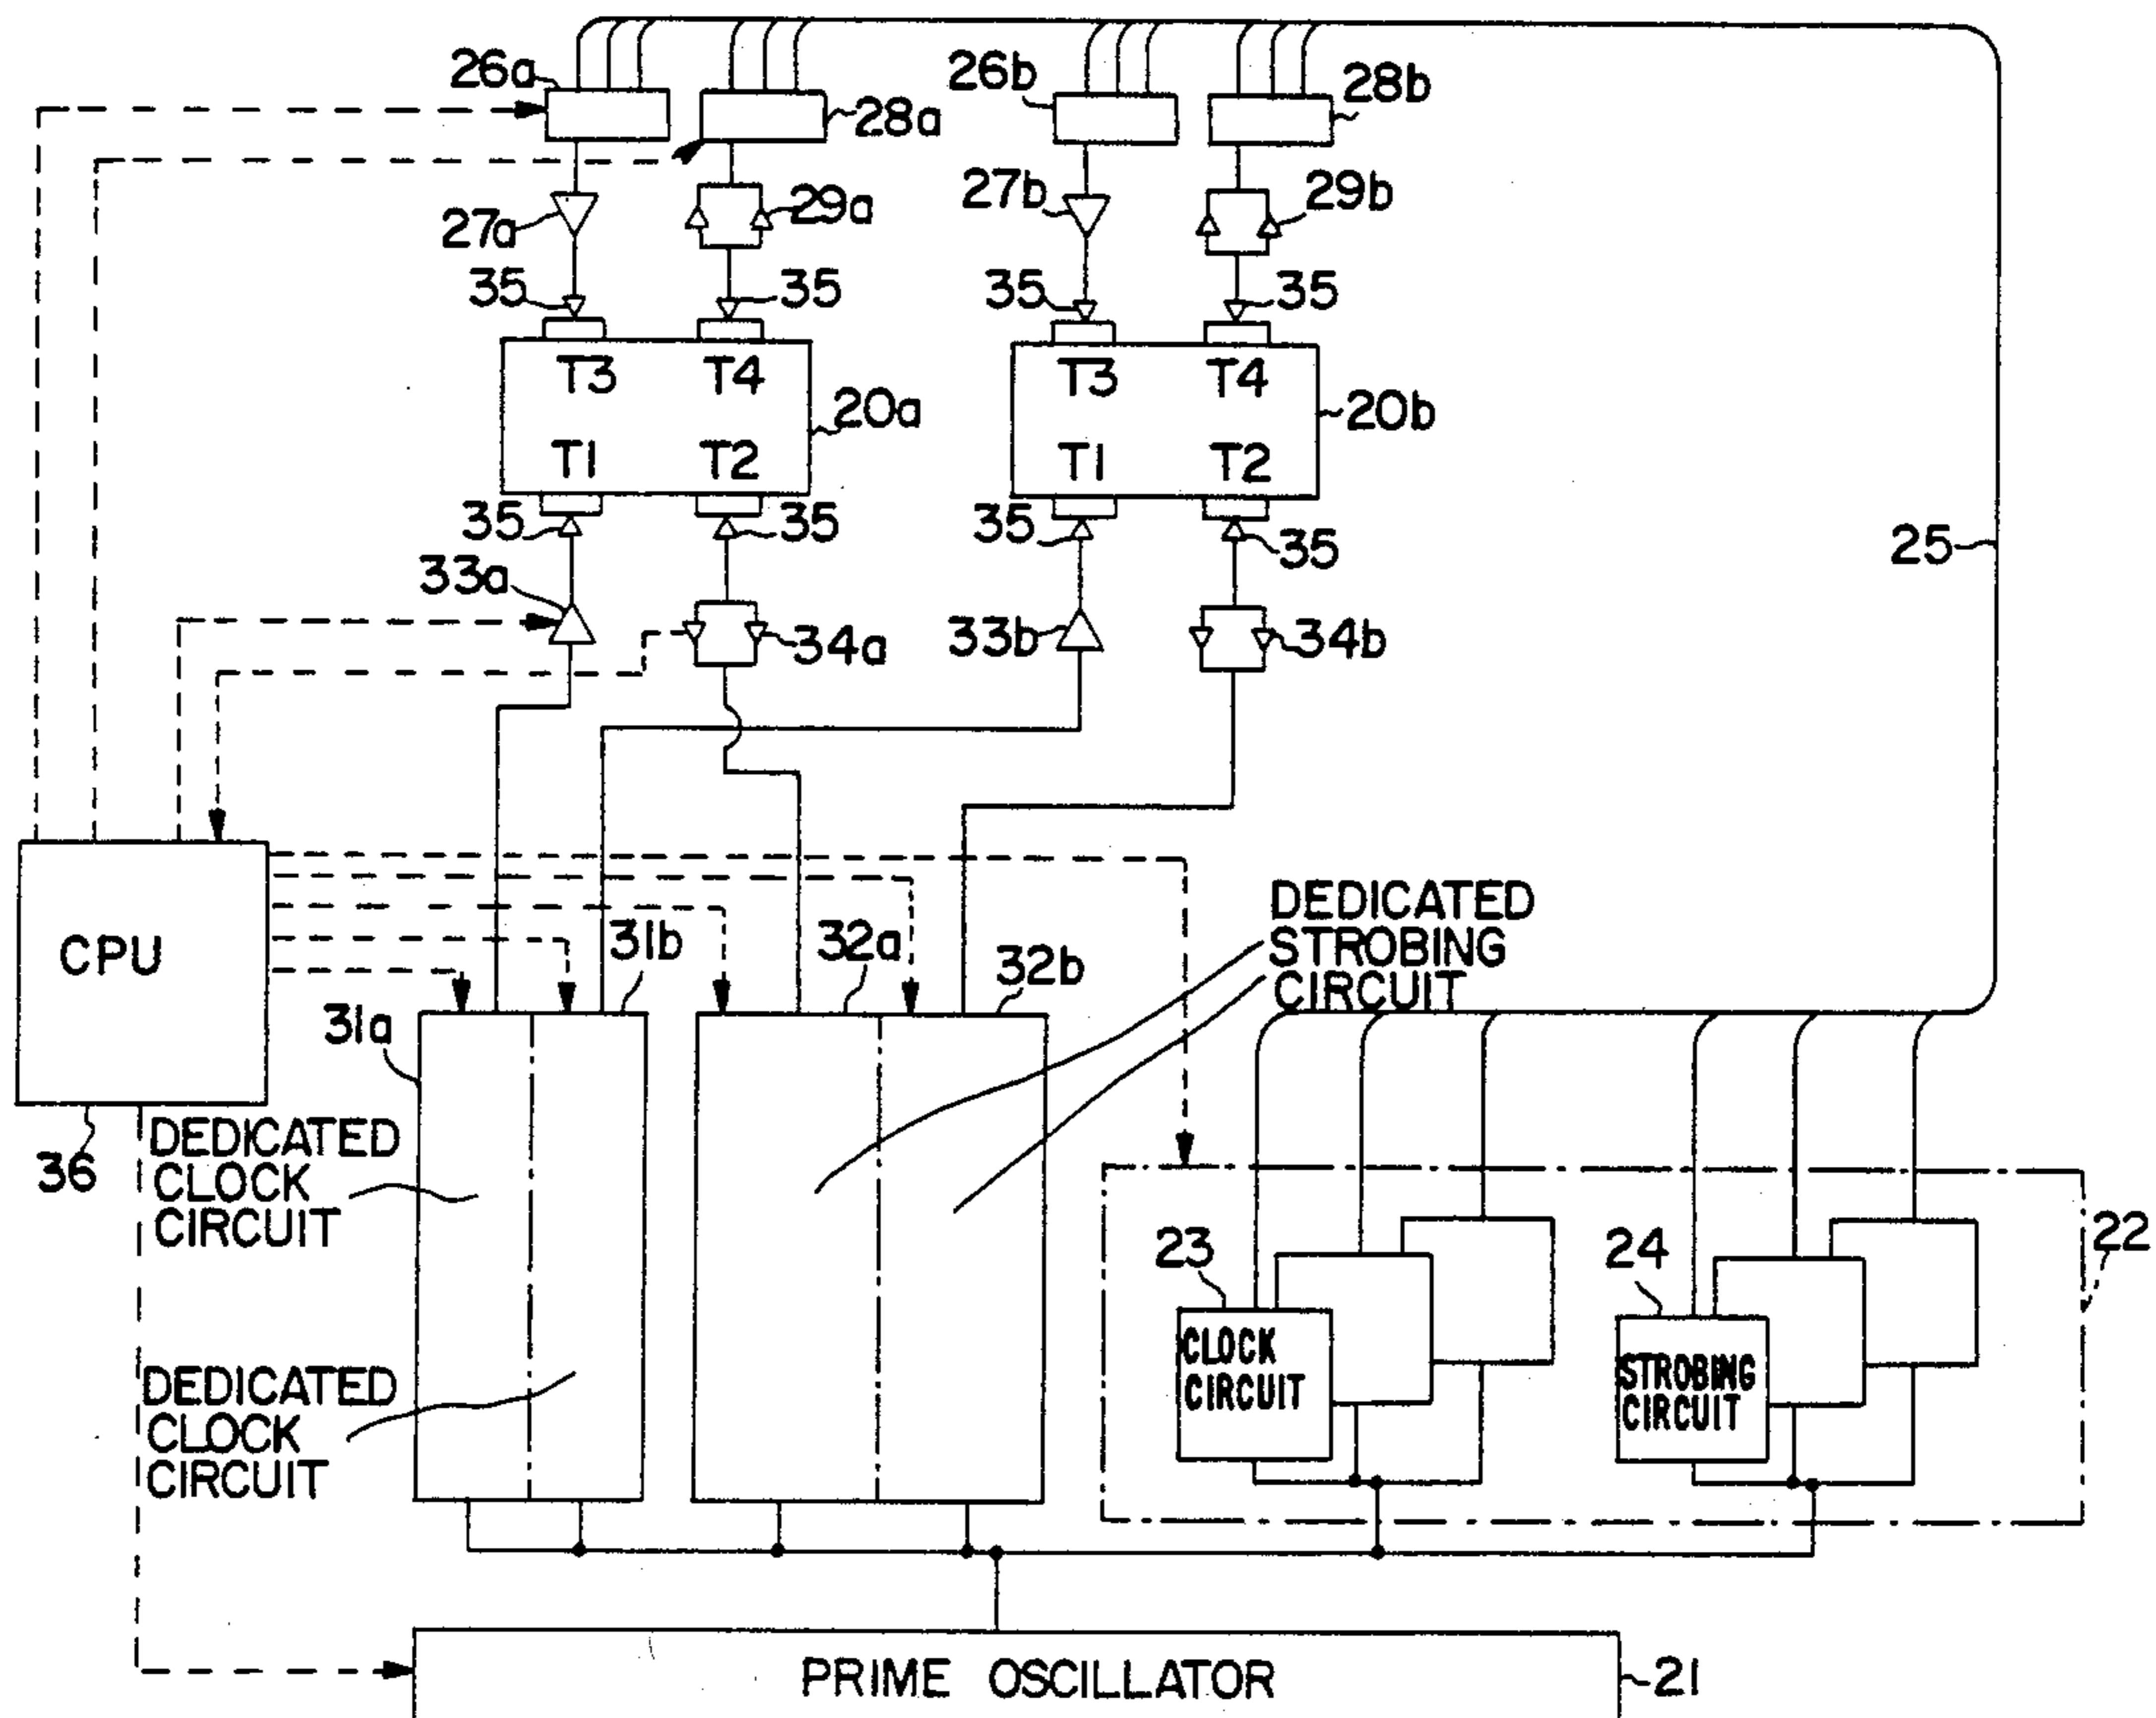 26a
28a
26b
28b
27a
29a
27b
29b
35
35
35
35
T3 T4
T1 T2
20a
T3 T4
T1 T2
20b
35
35
35
35
25
33a
34a
33b
34b
CPU
36
31a
31b
32a
32b
DEDICATED
STROBING
CIRCUIT
DEDICATED
CLOCK
CIRCUIT
DEDICATED
CLOCK
CIRCUIT
23
CLOCK
CIRCUIT
24
STROBING
CIRCUIT
22
PRIME OSCILLATOR
21